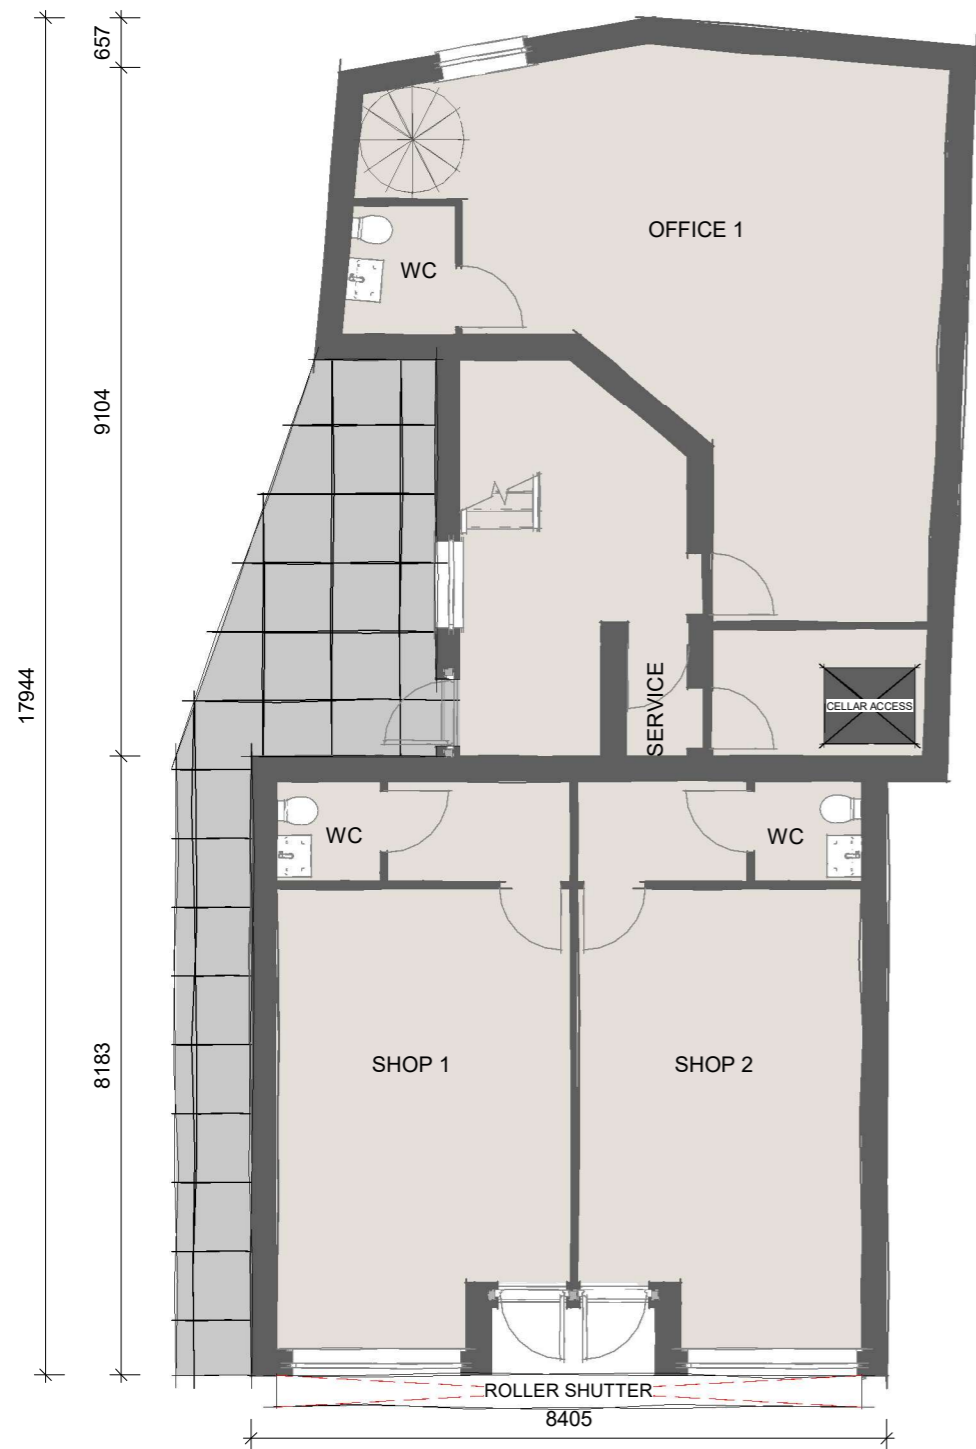 657
OFFICE 1
WC
9104
17944
SERVICE
CELLAR ACCESS
WC
WC
8183
SHOP 1
SHOP 2
ROLLER SHUTTER
8405